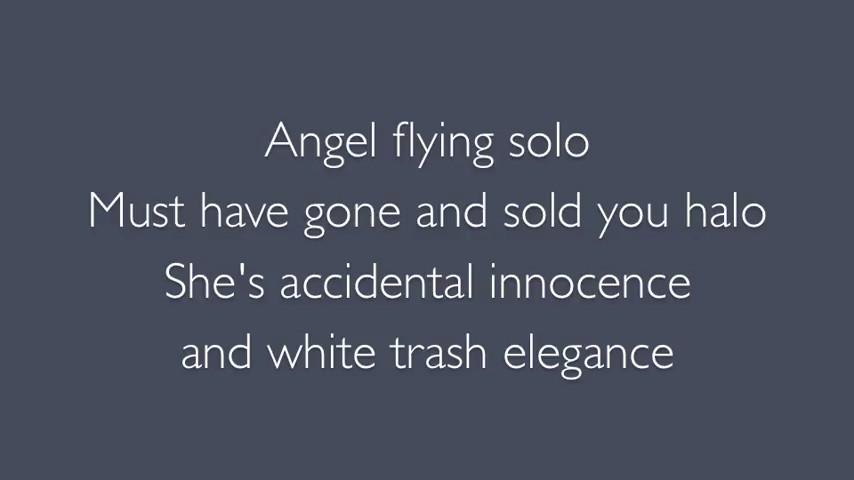 Angel flying solo
Must have gone and sold you halo
She's accidental innocence
and white trash elegance